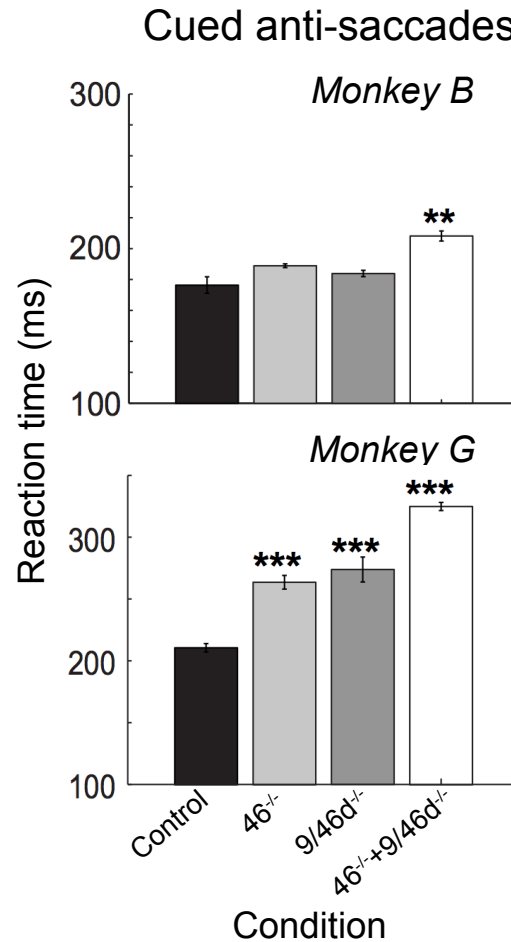 Cued anti-saccades
Monkey B
300
**
200
100
Monkey G
***
*** ***
300
200
100
Reaction time (ms)
Control 46-/- 9/46d-/- 46-/-+9/46d-/-
Condition